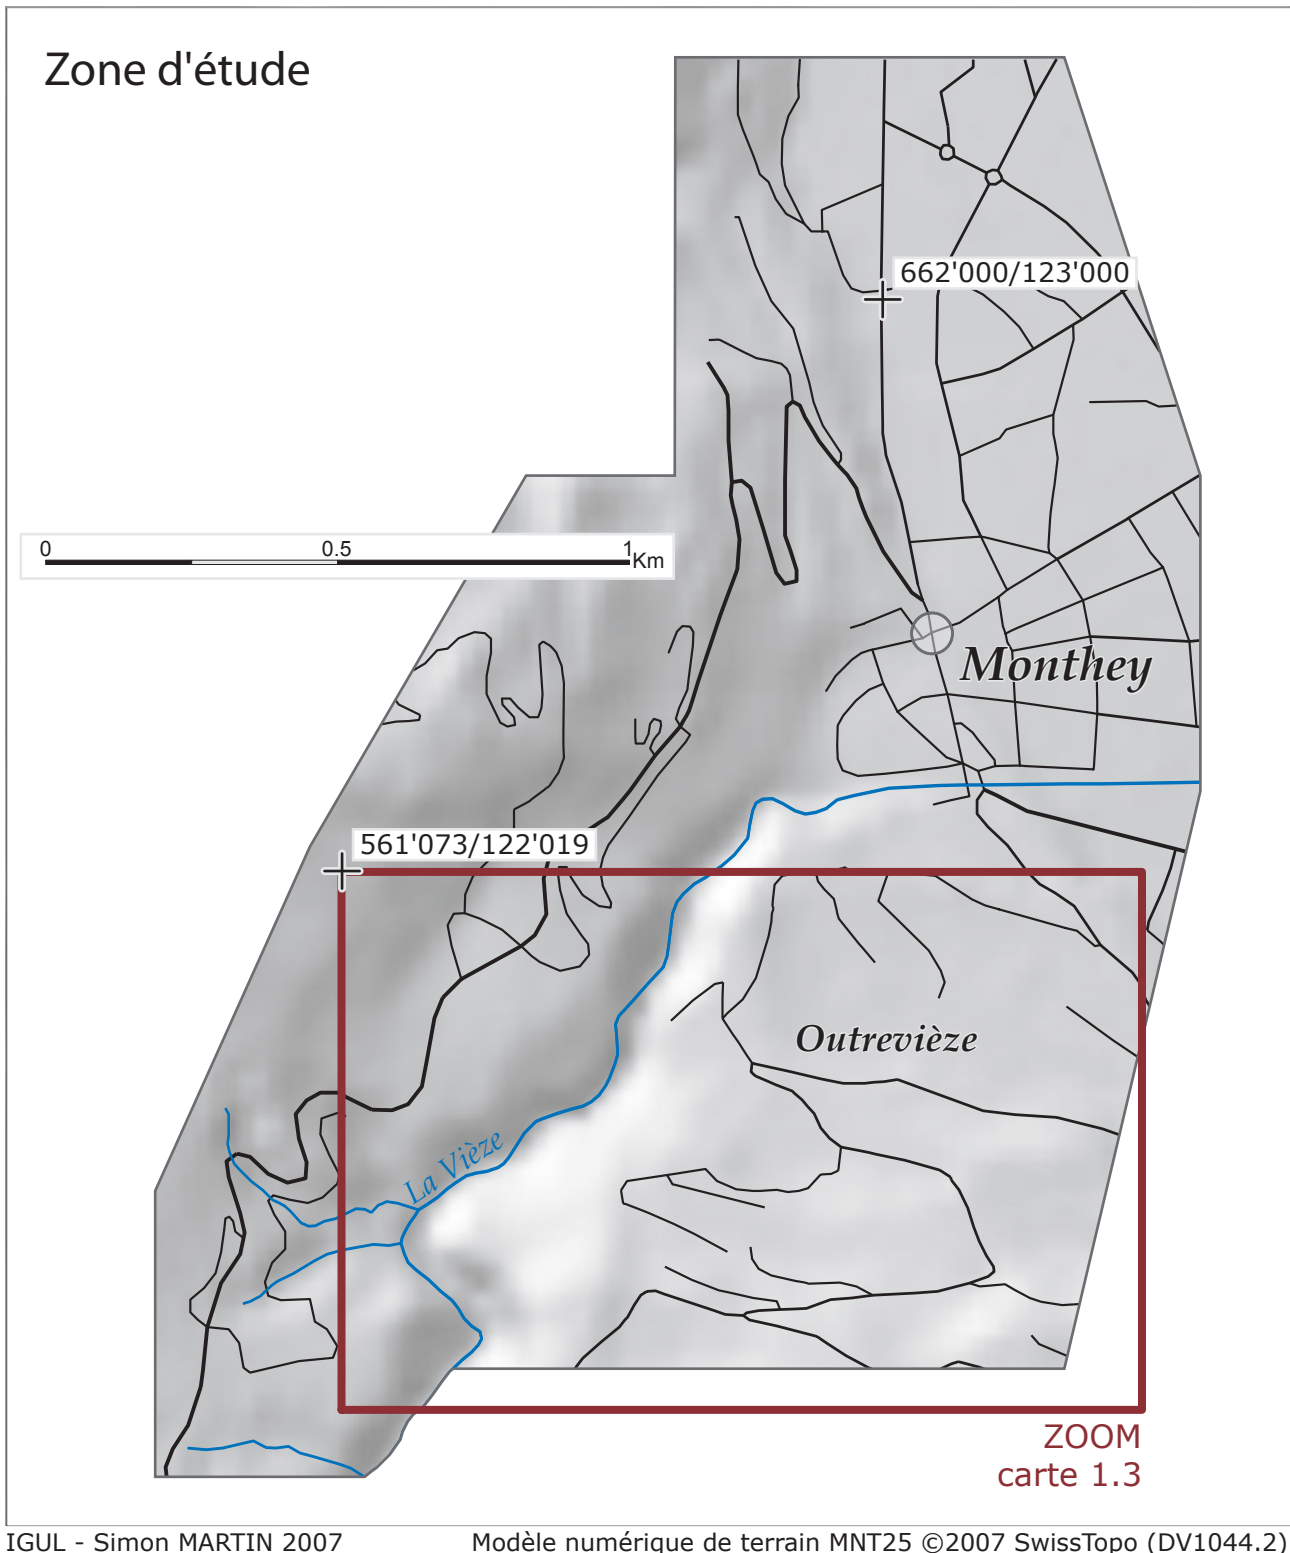 Zone d'étude
662'000/123'000
0 0.5 1 Km
Monthey
561'073/122'019
Outrevièze
La Vièze
ZOOM
carte 1.3
IGUL - Simon MARTIN 2007 Modèle numérique de terrain MNT25 ©2007 SwissTopo (DV1044.2)